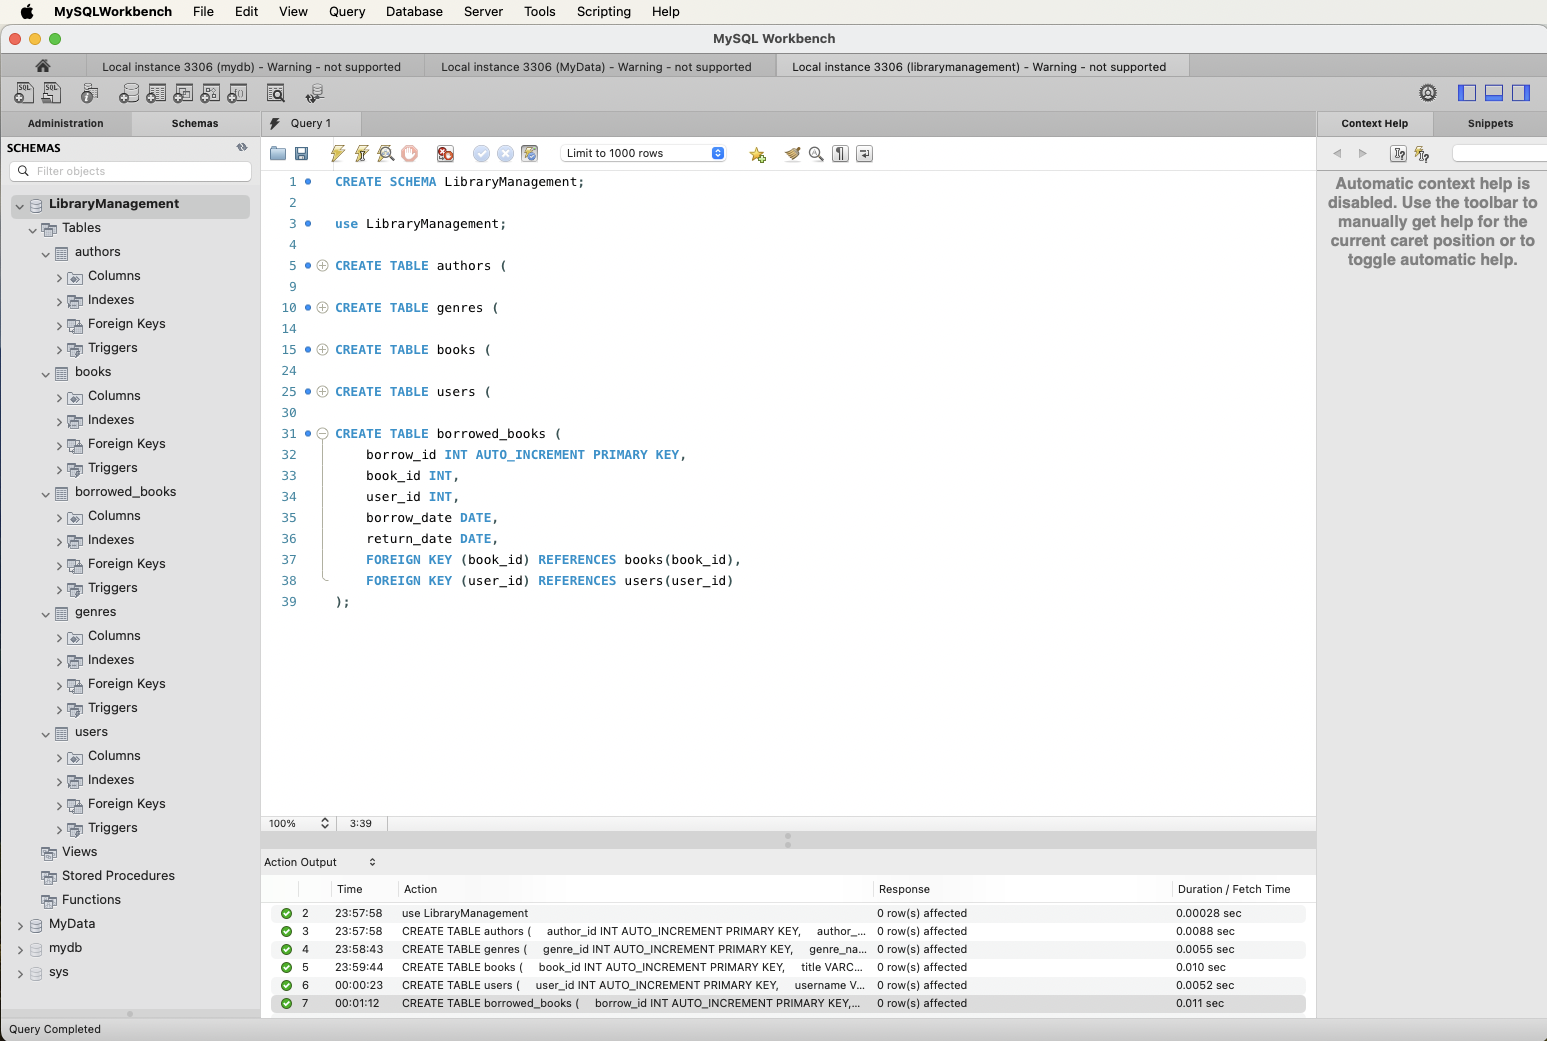 MySQLWorkbench File Edit View Query Database Server Tools Scripting Help
MySQL Workbench
Local instance 3306 (mydb) - Warning - not supported
Local instance 3306 (MyData) - Warning - not supported
Local instance 3306 (librarymanagement) - Warning - not supported
Administration
Schemas
Query 1
Context Help
Snippets
SCHEMAS
Filter objects
LibraryManagement
Tables
authors
Columns
Indexes
Foreign Keys
Triggers
books
Columns
Indexes
Foreign Keys
Triggers
borrowed_books
Columns
Indexes
Foreign Keys
Triggers
genres
Columns
Indexes
Foreign Keys
Triggers
users
Columns
Indexes
Foreign Keys
Triggers
Views
Stored Procedures
Functions
MyData
mydb
sys
Limit to 1000 rows
1 CREATE SCHEMA LibraryManagement;
2
3 use LibraryManagement;
4
5 CREATE TABLE authors (
9
10 CREATE TABLE genres (
14
15 CREATE TABLE books (
24
25 CREATE TABLE users (
30
31 CREATE TABLE borrowed_books (
32 borrow_id INT AUTO_INCREMENT PRIMARY KEY,
33 book_id INT,
34 user_id INT,
35 borrow_date DATE,
36 return_date DATE,
37 FOREIGN KEY (book_id) REFERENCES books(book_id),
38 FOREIGN KEY (user_id) REFERENCES users(user_id)
39 );
Automatic context help is
disabled. Use the toolbar to
manually get help for the
current caret position or to
toggle automatic help.
100% 3:39
Action Output
Time Action Response Duration / Fetch Time
2 23:57:58 use LibraryManagement 0 row(s) affected 0.00028 sec
3 23:57:58 CREATE TABLE authors ( author_id INT AUTO_INCREMENT PRIMARY KEY, author_... 0 row(s) affected 0.0088 sec
4 23:58:43 CREATE TABLE genres ( genre_id INT AUTO_INCREMENT PRIMARY KEY, genre_na... 0 row(s) affected 0.0055 sec
5 23:59:44 CREATE TABLE books ( book_id INT AUTO_INCREMENT PRIMARY KEY, title VARC... 0 row(s) affected 0.010 sec
6 00:00:23 CREATE TABLE users ( user_id INT AUTO_INCREMENT PRIMARY KEY, username V... 0 row(s) affected 0.0052 sec
7 00:01:12 CREATE TABLE borrowed_books ( borrow_id INT AUTO_INCREMENT PRIMARY KEY,... 0 row(s) affected 0.011 sec
Query Completed